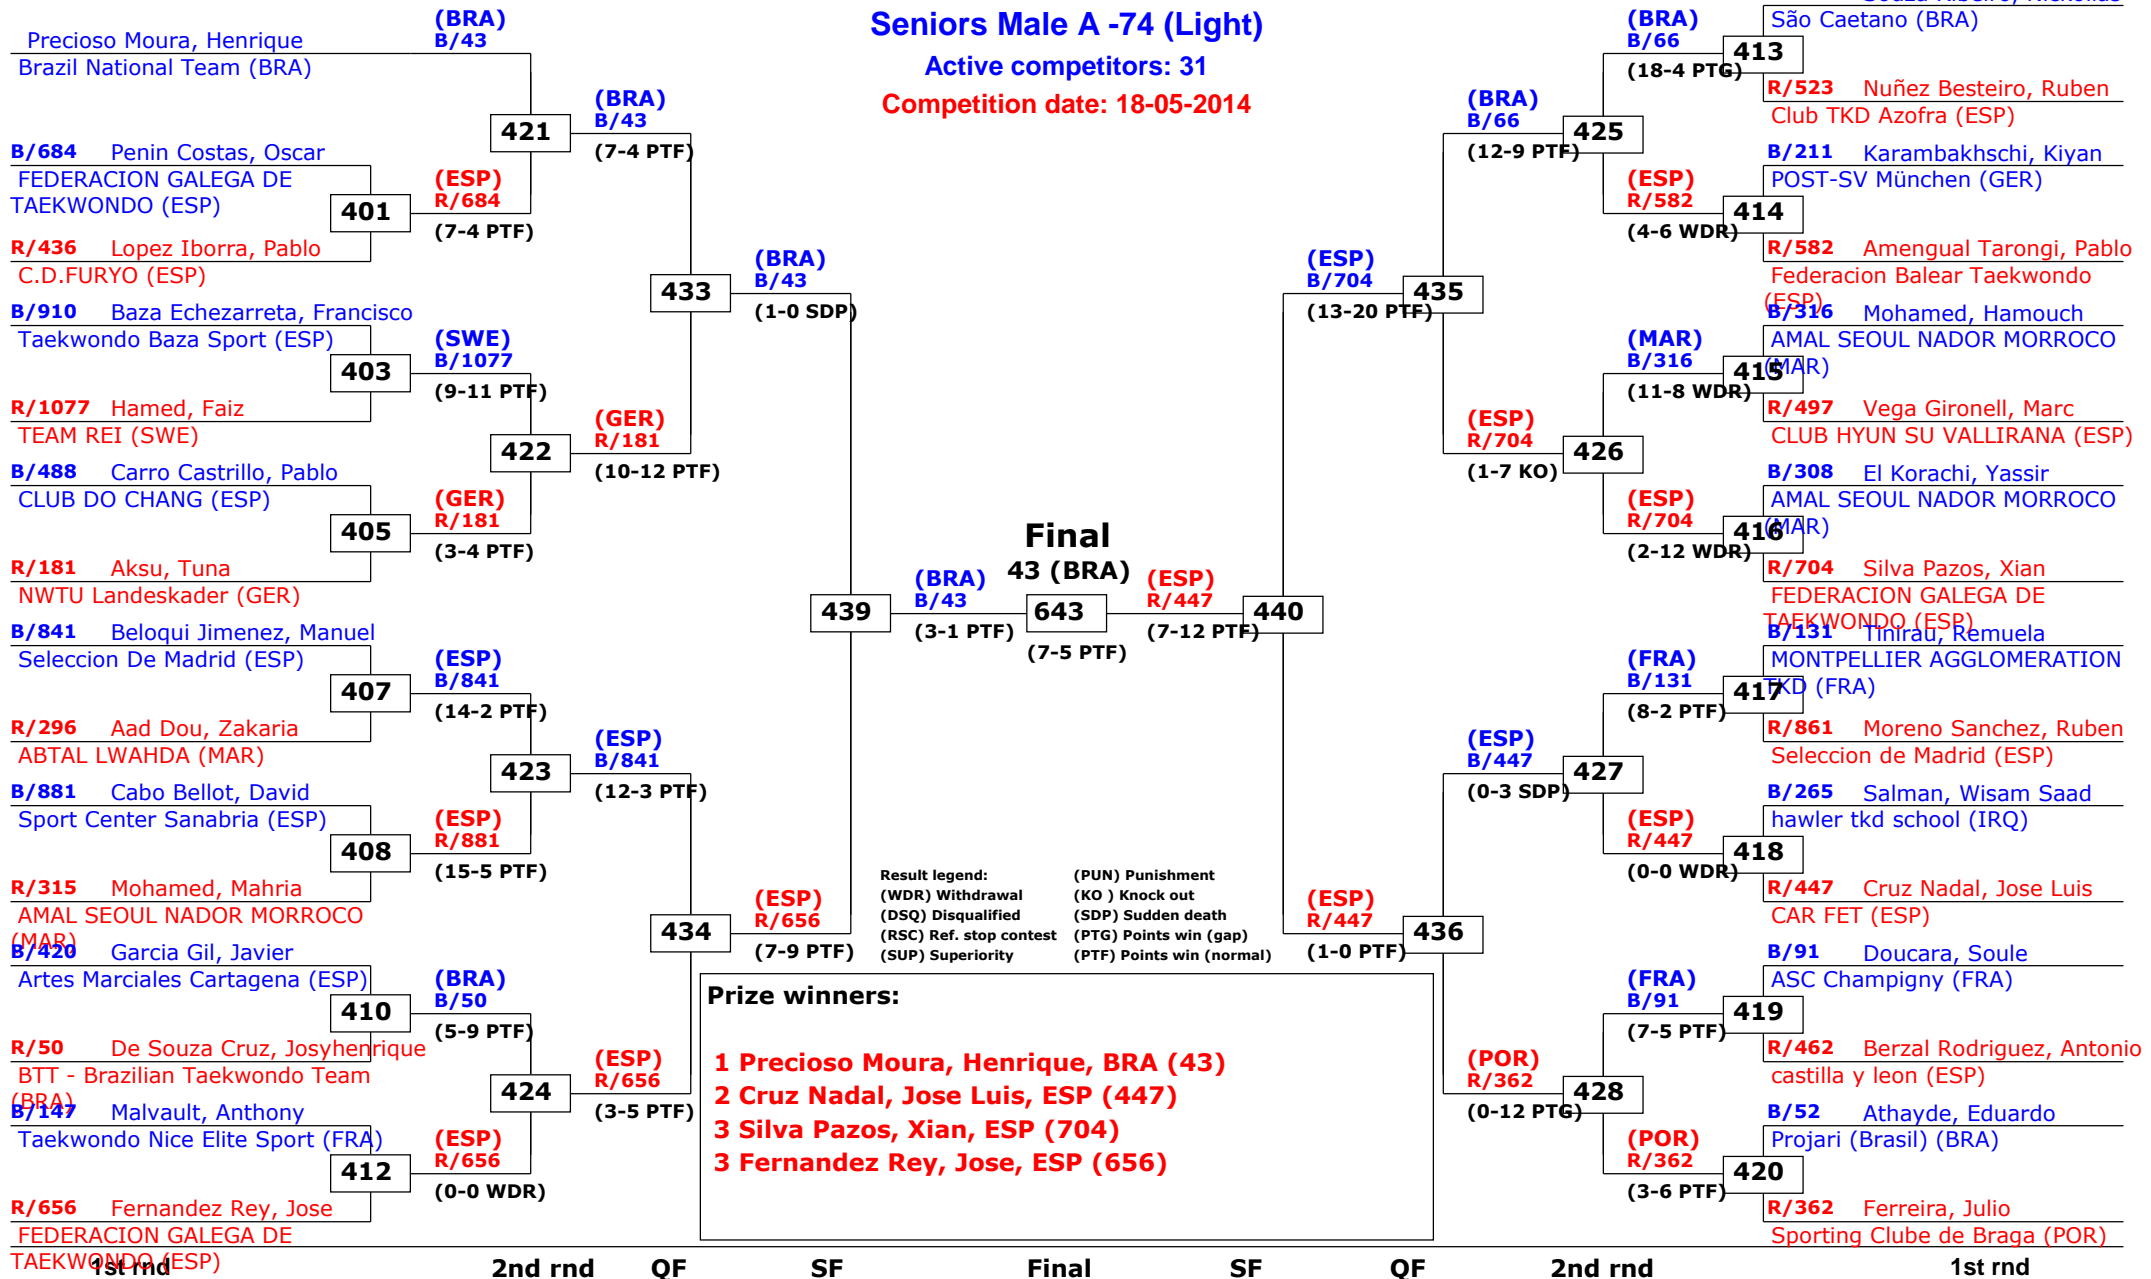 Seniors Male A -74 (Light)
Active competitors: 31
Competition date: 18-05-2014
Precioso Moura, Henrique
Brazil National Team (BRA)
B/684 Penin Costas, Oscar
FEDERACION GALEGA DE
TAEKWONDO (ESP)
401
R/436 Lopez Iborra, Pablo
C.D.FURYO (ESP)
B/910 Baza Echezarreta, Francisco
Taekwondo Baza Sport (ESP)
403
R/1077 Hamed, Faiz
TEAM REI (SWE)
B/488 Carro Castrillo, Pablo
CLUB DO CHANG (ESP)
405
R/181 Aksu, Tuna
NWTU Landeskader (GER)
B/841 Beloqui Jimenez, Manuel
Seleccion De Madrid (ESP)
407
R/296 Aad Dou, Zakaria
ABTAL LWAHDA (MAR)
B/881 Cabo Bellot, David
Sport Center Sanabria (ESP)
408
R/315 Mohamed, Mahria
AMAL SEOUL NADOR MORROCO
(MAR)
B/420 Garcia Gil, Javier
Artes Marciales Cartagena (ESP)
410
R/50 De Souza Cruz, Josyhenrique
BTT - Brazilian Taekwondo Team
(BRA)
B/147 Malvault, Anthony
Taekwondo Nice Elite Sport (FRA)
412
R/656 Fernandez Rey, Jose
FEDERACION GALEGA DE
TAEKWONDO (ESP)
(BRA)
B/43
421
(ESP)
R/684
(7-4 PTF)
(SWE)
B/1077
(9-11 PTF)
422
(GER)
R/181
(3-4 PTF)
(ESP)
B/841
(14-2 PTF)
423
(ESP)
R/881
(15-5 PTF)
(BRA)
B/50
(5-9 PTF)
424
(ESP)
R/656
(0-0 WDR)
(BRA)
B/43
(7-4 PTF)
433
(GER)
R/181
(10-12 PTF)
(ESP)
B/841
(12-3 PTF)
434
(ESP)
R/656
(3-5 PTF)
(BRA)
B/43
(1-0 SDP)
439
(ESP)
R/656
(7-9 PTF)
(BRA)
B/43
(3-1 PTF)
Final
43 (BRA)
643
(7-5 PTF)
(ESP)
R/447
(7-12 PTF)
440
(ESP)
B/704
(13-20 PTF)
(ESP)
R/447
(1-0 PTF)
(BRA)
B/66
(12-9 PTF)
435
(ESP)
R/704
(1-7 KO)
(ESP)
B/447
(0-3 SDP)
436
(POR)
R/362
(0-12 PTG)
(BRA)
B/66
(18-4 PTG)
425
(ESP)
R/582
(4-6 WDR)
(MAR)
B/316
(11-8 WDR)
426
(ESP)
R/704
(2-12 WDR)
(FRA)
B/131
(8-2 PTF)
427
(ESP)
R/447
(0-0 WDR)
(FRA)
B/91
(7-5 PTF)
428
(POR)
R/362
(3-6 PTF)
São Caetano (BRA)
413
R/523 Nuñez Besteiro, Ruben
Club TKD Azofra (ESP)
B/211 Karambakhschi, Kiyan
POST-SV München (GER)
414
R/582 Amengual Tarongi, Pablo
Federacion Balear Taekwondo
(ESP)
B/316 Mohamed, Hamouch
AMAL SEOUL NADOR MORROCO
(MAR)
415
R/497 Vega Gironell, Marc
CLUB HYUN SU VALLIRANA (ESP)
B/308 El Korachi, Yassir
AMAL SEOUL NADOR MORROCO
(MAR)
416
R/704 Silva Pazos, Xian
FEDERACION GALEGA DE
TAEKWONDO (ESP)
B/131 Tinirau, Remuela
MONTPELLIER AGGLOMERATION
TKD (FRA)
417
R/861 Moreno Sanchez, Ruben
Seleccion de Madrid (ESP)
B/265 Salman, Wisam Saad
hawler tkd school (IRQ)
418
R/447 Cruz Nadal, Jose Luis
CAR FET (ESP)
B/91 Doucara, Soule
ASC Champigny (FRA)
419
R/462 Berzal Rodriguez, Antonio
castilla y leon (ESP)
B/52 Athayde, Eduardo
Projari (Brasil) (BRA)
420
R/362 Ferreira, Julio
Sporting Clube de Braga (POR)
Result legend: (PUN) Punishment
(WDR) Withdrawal (KO ) Knock out
(DSQ) Disqualified (SDP) Sudden death
(RSC) Ref. stop contest (PTG) Points win (gap)
(SUP) Superiority (PTF) Points win (normal)
Prize winners:
1 Precioso Moura, Henrique, BRA (43)
2 Cruz Nadal, Jose Luis, ESP (447)
3 Silva Pazos, Xian, ESP (704)
3 Fernandez Rey, Jose, ESP (656)
1st rnd 2nd rnd QF SF Final SF QF 2nd rnd 1st rnd